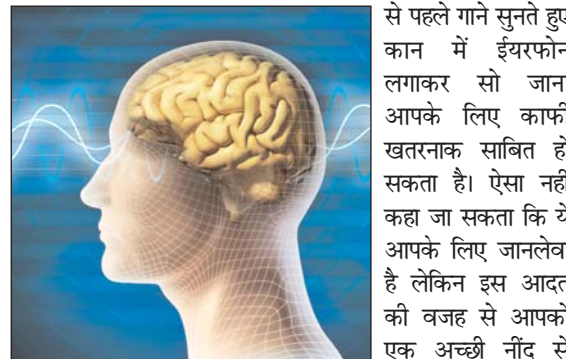 से पहले गाने सुनते हुए
कान में ईयरफोन
लगाकर सो जाना
आपके लिए काफी
खतरनाक साबित हो
सकता है। ऐसा नहीं
कहा जा सकता कि ये
आपके लिए जानलेवा
है लेकिन इस आदत
की वजह से आपको
एक अच्छी नींद से